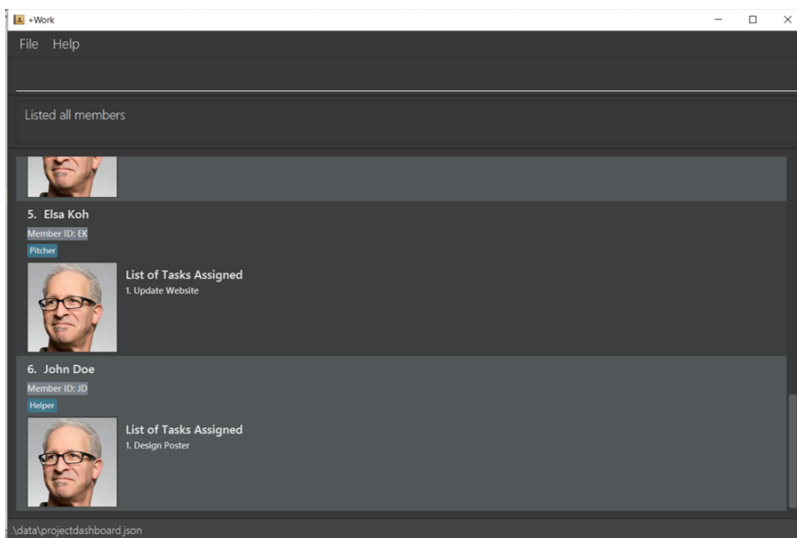 +Work
File Help
Listed all members
5. Elsa Koh
Member ID: EK
Pitcher
List of Tasks Assigned
1. Update Website
6. John Doe
Member ID: JD
Helper
List of Tasks Assigned
1. Design Poster
.\data\projectdashboard.json